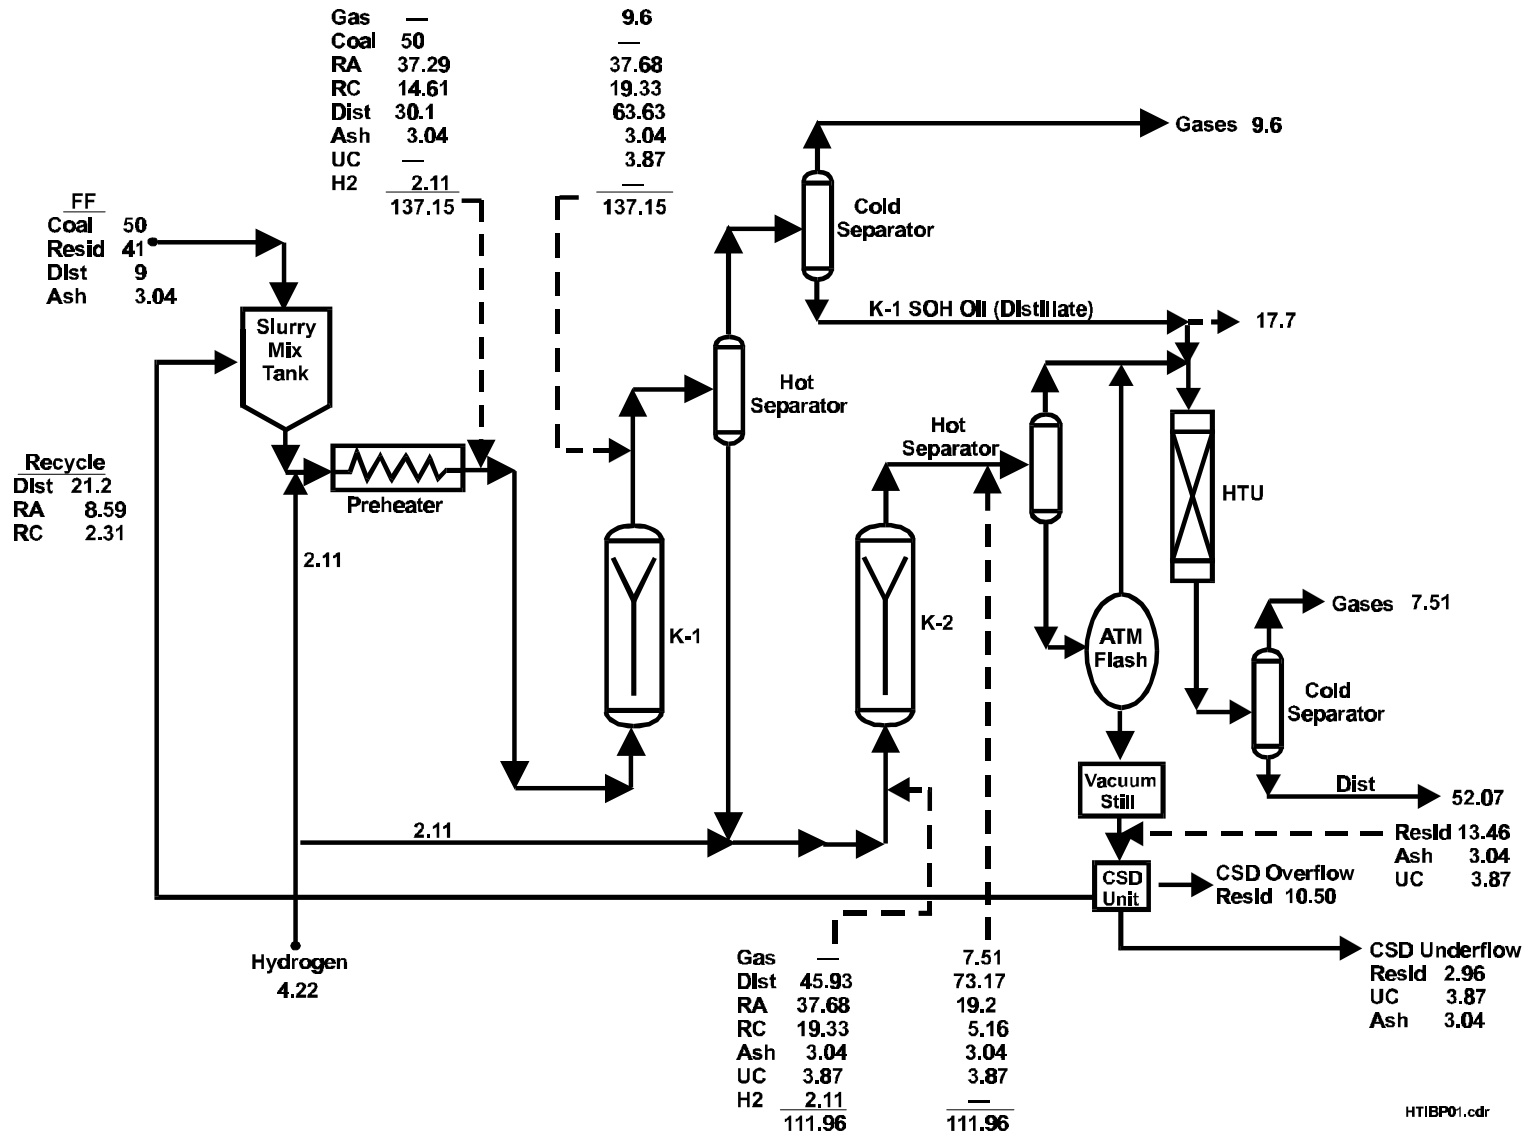 Gas — 9.6
Coal 50 —
RA 37.29 37.68
RC 14.61 19.33
Dist 30.1 63.63
Ash 3.04 3.04
UC — 3.87
H2 2.11 —
137.15 137.15
FF
Coal 50
Resid 41
Dist 9
Ash 3.04
Gases 9.6
Cold
Separator
K-1 SOH Oil (Distillate)
17.7
Slurry
Mix
Tank
Hot
Separator
Hot
Separator
HTU
Recycle
Dist 21.2
RA 8.59
RC 2.31
Preheater
2.11
K-1
K-2
ATM
Flash
Gases 7.51
Cold
Separator
Vacuum
Still
Dist
52.07
2.11
Resid 13.46
Ash 3.04
UC 3.87
CSD
Unit
CSD Overflow
Resid 10.50
Hydrogen
4.22
CSD Underflow
Resid 2.96
UC 3.87
Ash 3.04
Gas — 7.51
Dist 45.93 73.17
RA 37.68 19.2
RC 19.33 5.16
Ash 3.04 3.04
UC 3.87 3.87
H2 2.11 —
111.96 111.96
HTIBP01.cdr